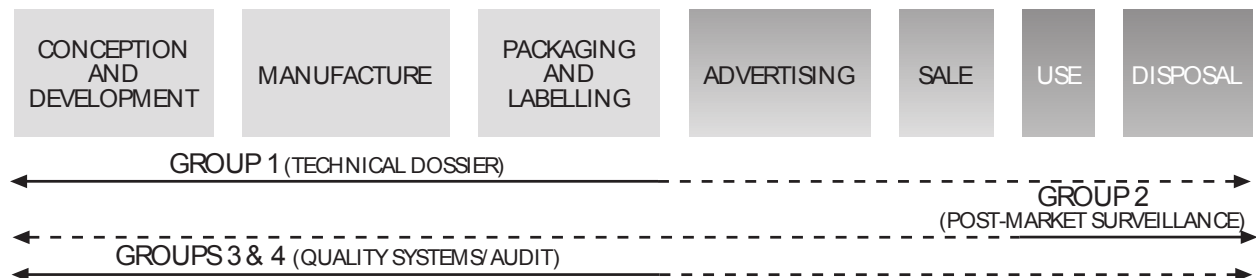 CONCEPTION
AND
DEVELOPMENT
MANUFACTURE
PACKAGING
AND
LABELLING
ADVERTISING
SALE
USE
DISPOSAL
GROUP 1 (TECHNICAL DOSSIER)
GROUP 2
(POST-MARKET SURVEILLANCE)
GROUPS 3 & 4 (QUALITY SYSTEMS/AUDIT)